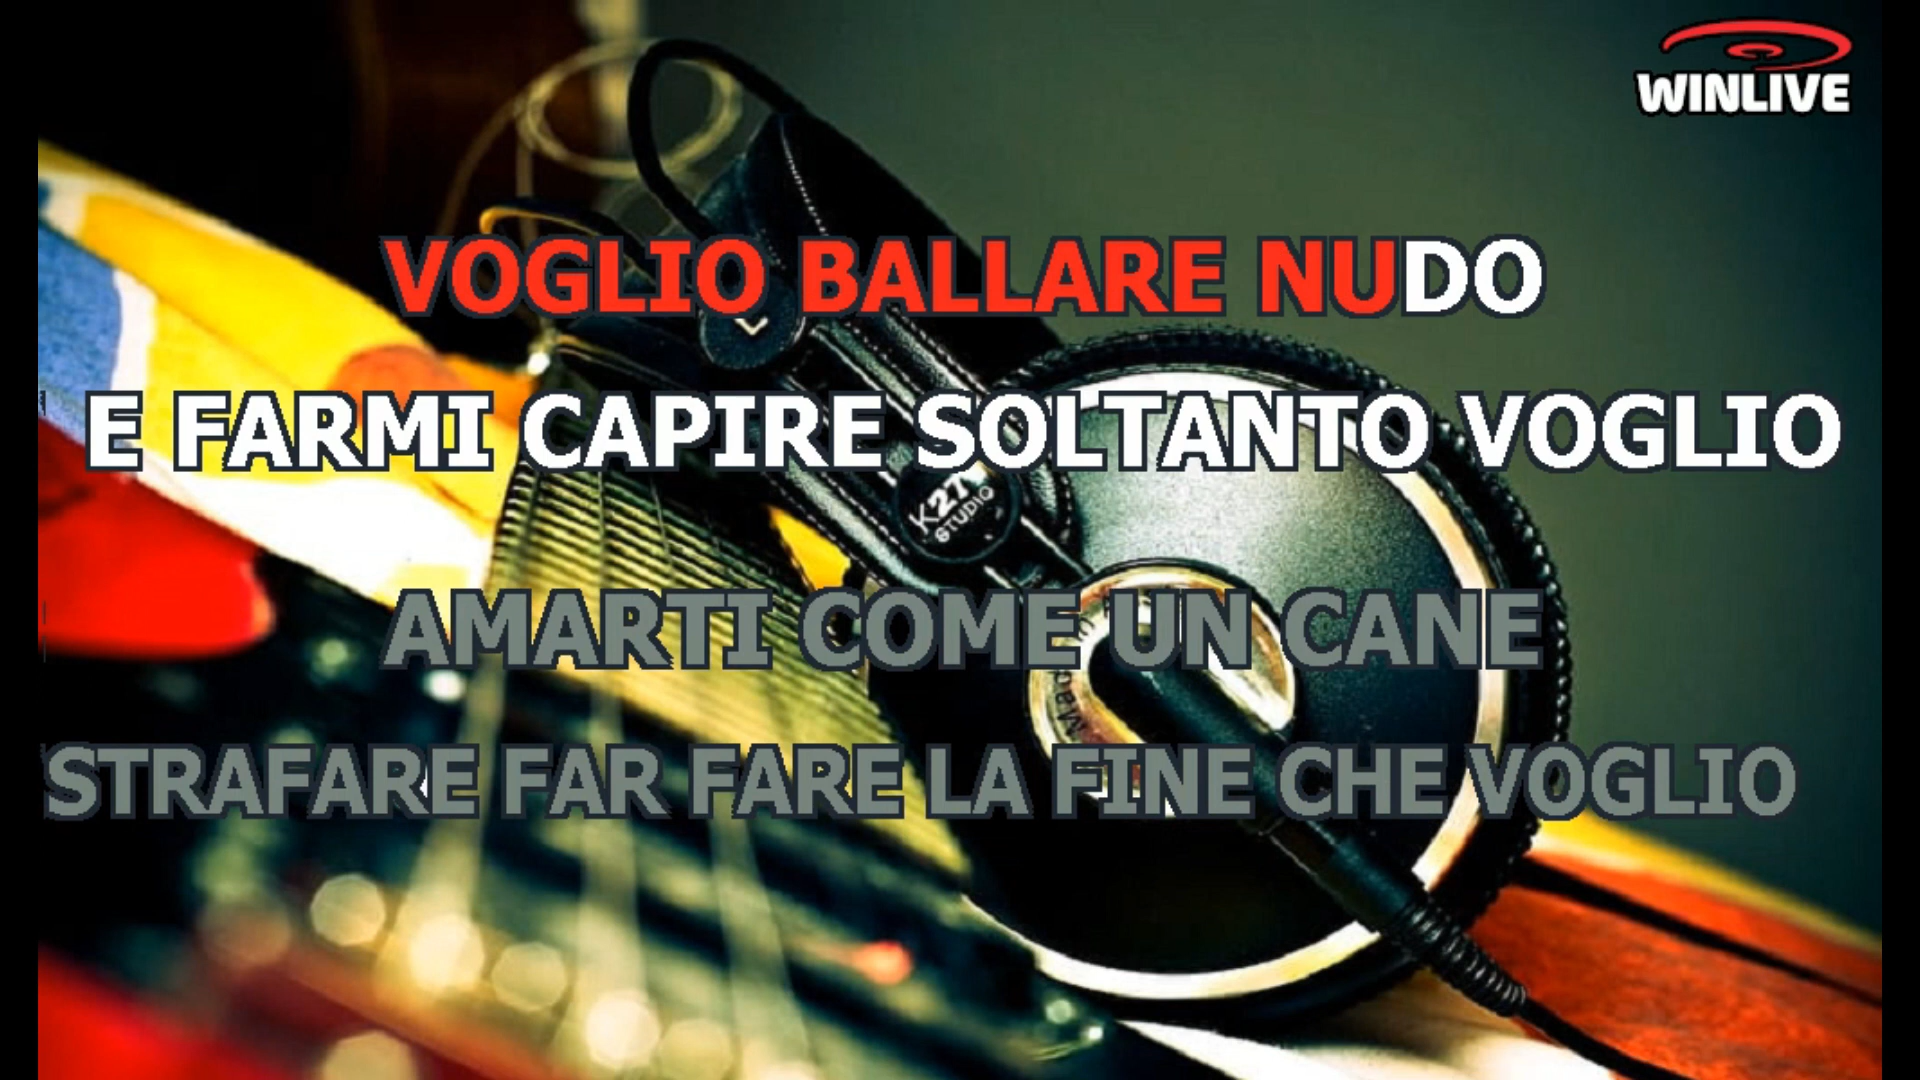 WINLIVE
VOGLIO BALLARE NUDO
E FARMI CAPIRE SOLTANTO VOGLIO
K271
STUDIO
AMARTI COME UN CANE
STRAFARE FAR FARE LA FINE CHE VOGLIO